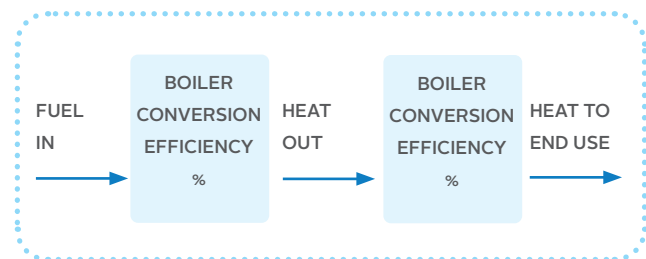 FUEL
IN
BOILER
CONVERSION
EFFICIENCY
%
HEAT
OUT
BOILER
CONVERSION
EFFICIENCY
%
HEAT TO
END USE